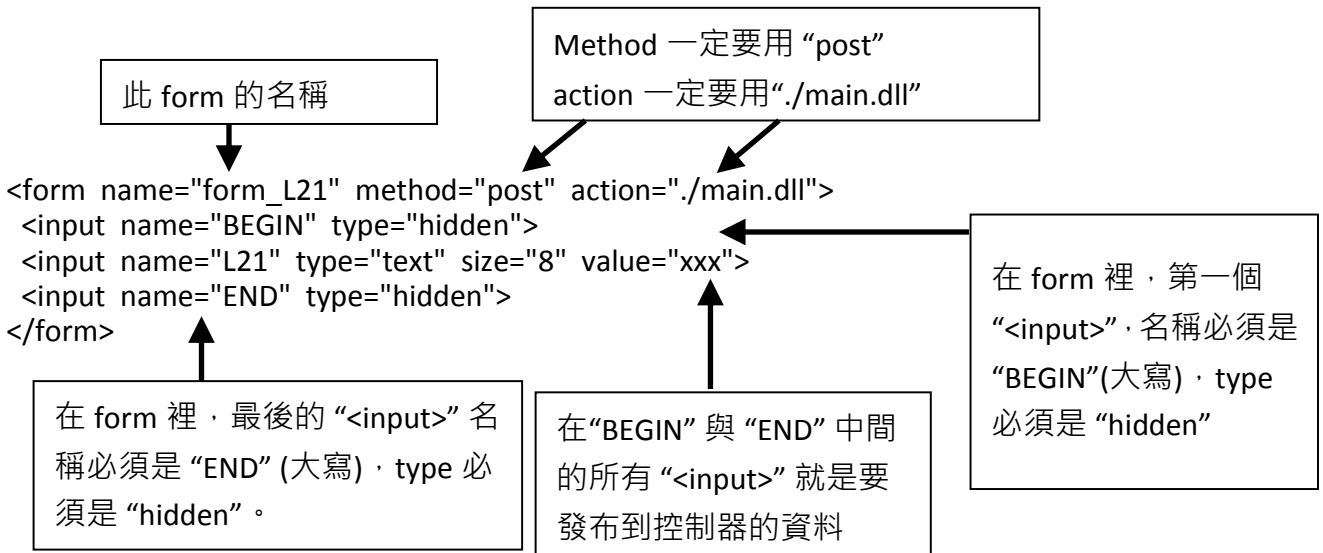 Method 一定要用 “post”
action 一定要用“./main.dll”
此 form 的名稱
<form name="form_L21" method="post" action="./main.dll">
<input name="BEGIN" type="hidden">
<input name="L21" type="text" size="8" value="xxx">
<input name="END" type="hidden">
</form>
在 form 裡，第一個
“<input>”，名稱必須是
“BEGIN”(大寫)，type
必須是 “hidden”
在 form 裡，最後的 “<input>” 名
稱必須是 “END” (大寫)，type 必
須是 “hidden”。
在“BEGIN” 與 “END” 中間
的所有 “<input>” 就是要
發布到控制器的資料